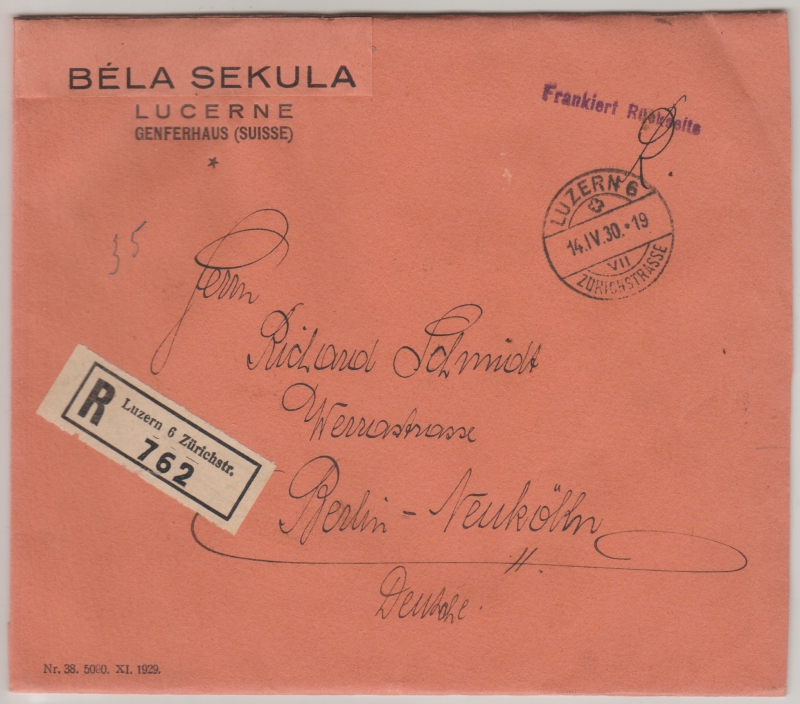 BÉLA SEKULA
LUCERNE
GENFERHAUS (SUISSE)
*
Frankiert Rückseits
R.
LUZERN 6
14.IV.30.•19
VII
ZÜRICHSTRASSE
35
Herrn
Richard Schmidt
Werrastrasse
Berlin - Neukölln
Deutschl.
R
Luzern 6 Zürichstr.
762
Nr. 38. 5000. XI. 1929.